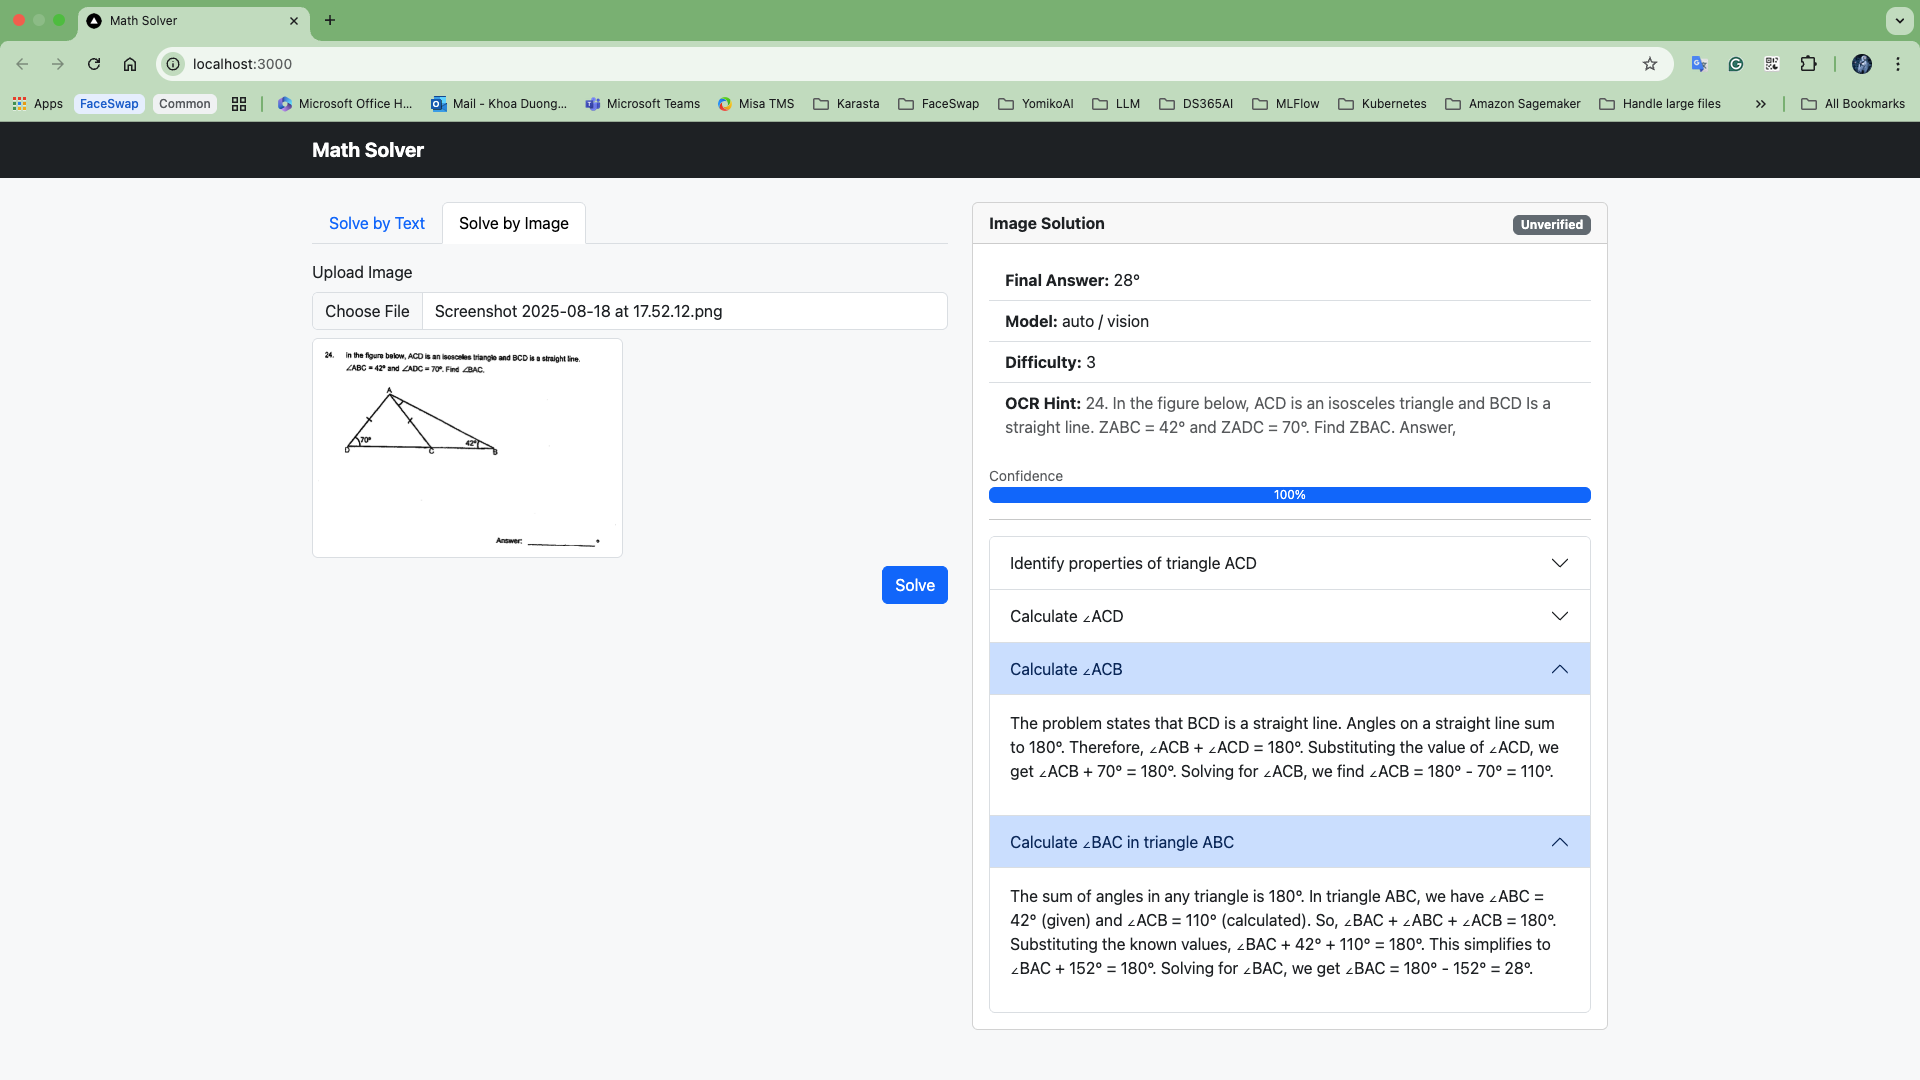 Math Solver
localhost:3000
Apps FaceSwap Common Microsoft Office H... Mail - Khoa Duong... Microsoft Teams Misa TMS Karasta FaceSwap YomikoAI LLM DS365AI MLFlow Kubernetes Amazon Sagemaker Handle large files » All Bookmarks
Math Solver
Solve by Text Solve by Image
Upload Image
Choose File Screenshot 2025-08-18 at 17.52.12.png
24. In the figure below, ACD is an isosceles triangle and BCD is a straight line.
∠ABC = 42° and ∠ADC = 70°. Find ∠BAC.
A
70° 42°
D C B
Answer: __________ °
Solve
Image Solution Unverified
Final Answer: 28°
Model: auto / vision
Difficulty: 3
OCR Hint: 24. In the figure below, ACD is an isosceles triangle and BCD Is a
straight line. ZABC = 42° and ZADC = 70°. Find ZBAC. Answer,
Confidence
100%
Identify properties of triangle ACD
Calculate ∠ACD
Calculate ∠ACB
The problem states that BCD is a straight line. Angles on a straight line sum
to 180°. Therefore, ∠ACB + ∠ACD = 180°. Substituting the value of ∠ACD, we
get ∠ACB + 70° = 180°. Solving for ∠ACB, we find ∠ACB = 180° - 70° = 110°.
Calculate ∠BAC in triangle ABC
The sum of angles in any triangle is 180°. In triangle ABC, we have ∠ABC =
42° (given) and ∠ACB = 110° (calculated). So, ∠BAC + ∠ABC + ∠ACB = 180°.
Substituting the known values, ∠BAC + 42° + 110° = 180°. This simplifies to
∠BAC + 152° = 180°. Solving for ∠BAC, we get ∠BAC = 180° - 152° = 28°.